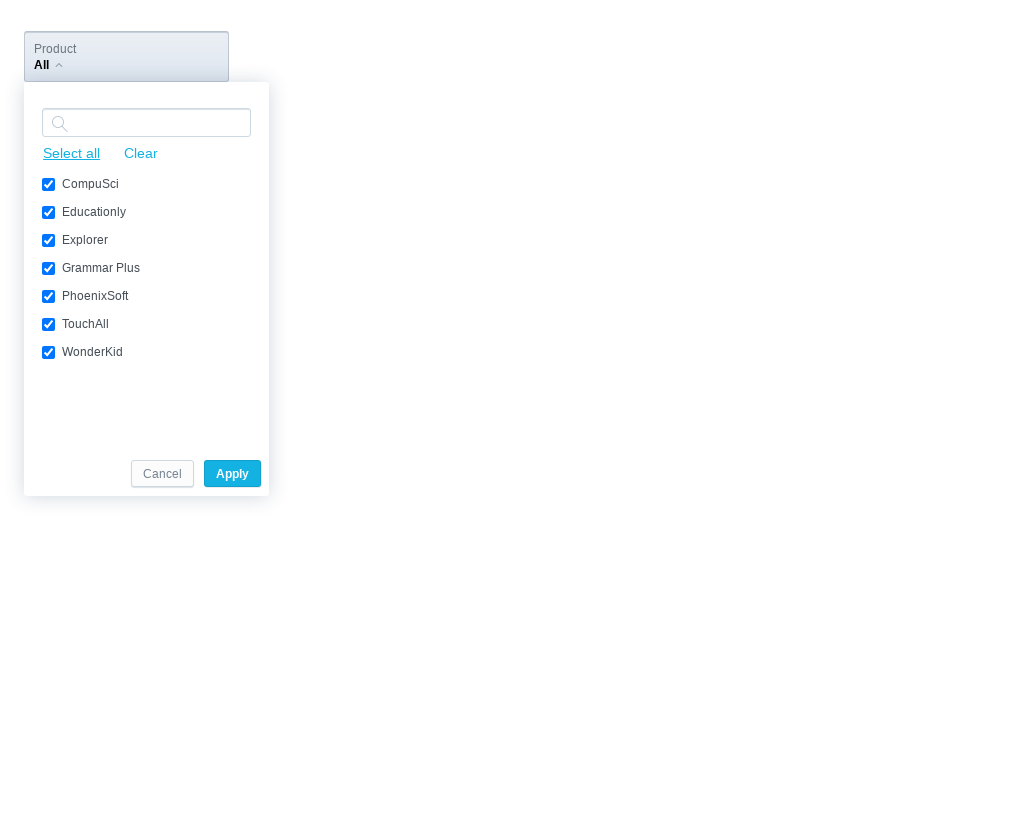 Product
All
Select all Clear
CompuSci
Educationly
Explorer
Grammar Plus
PhoenixSoft
TouchAll
WonderKid
Cancel Apply